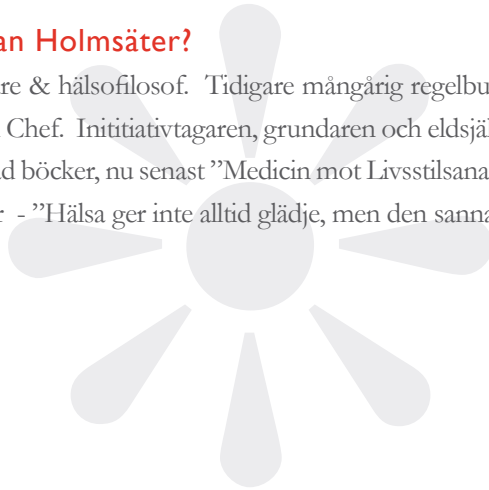 an Holmsäter?
re & hälsofilosof. Tidigare mångårig regelbu
Chef. Inititiativtagaren, grundaren och eldsjäl
d böcker, nu senast ”Medicin mot Livsstilsana
r - ”Hälsa ger inte alltid glädje, men den sanna